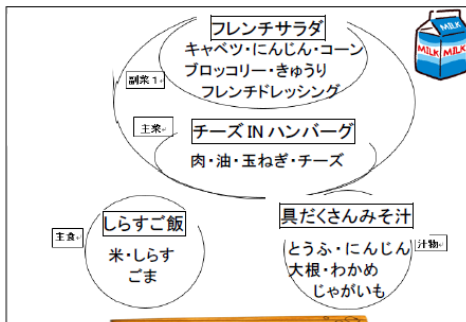 フレンチサラダ
キャベツ・にんじん・コーン
ブロッコリー・きゅうり
フレンチドレッシング
副菜1
MILK
MILK
MILK
主菜
チーズINハンバーグ
肉・油・玉ねぎ・チーズ
主食
しらすご飯
米・しらす
ごま
具だくさんみそ汁
汁物
とうふ・にんじん
大根・わかめ
じゃがいも